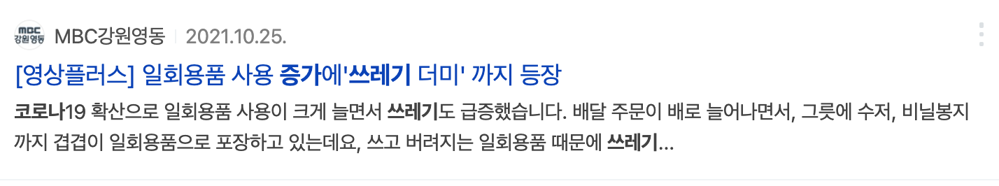 MBC
강원영동
MBC강원영동 2021.10.25.
[영상플러스] 일회용품 사용 증가에'쓰레기 더미' 까지 등장
코로나19 확산으로 일회용품 사용이 크게 늘면서 쓰레기도 급증했습니다. 배달 주문이 배로 늘어나면서, 그릇에 수저, 비닐봉지
까지 겹겹이 일회용품으로 포장하고 있는데요, 쓰고 버려지는 일회용품 때문에 쓰레기...